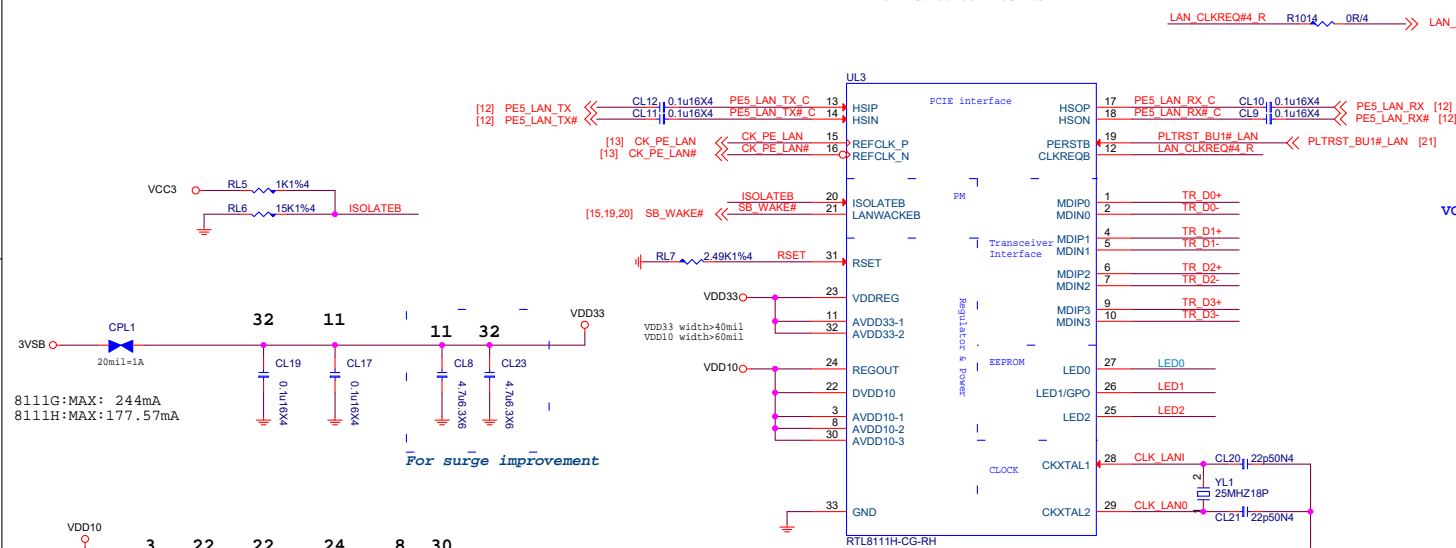 LAN_CLKREQ#4_R R1014 0R/4 LAN_
UL3
PCIE interface
[12] PE5_LAN_TX CL12 0.1u16X4 PE5_LAN_TX_C 13 HSIP
[12] PE5_LAN_TX# CL11 0.1u16X4 PE5_LAN_TX#_C 14 HSIN
HSOP 17 PE5_LAN_RX_C CL10 0.1u16X4 PE5_LAN_RX [12]
HSON 18 PE5_LAN_RX#_C CL9 0.1u16X4 PE5_LAN_RX# [12]
[13] CK_PE_LAN CK_PE_LAN 15 REFCLK_P
[13] CK_PE_LAN# CK_PE_LAN# 16 REFCLK_N
PERSTB 19 PLTRST_BU1#_LAN PLTRST_BU1#_LAN [21]
CLKREQB 12 LAN_CLKREQ#4_R
VCC3 RL5 1K1%4
RL6 15K1%4 ISOLATEB
ISOLATEB 20 ISOLATEB
[15,19,20] SB_WAKE# SB_WAKE# 21 LANWACKEB
PM
MDIP0 1 TR_D0+
MDIN0 2 TR_D0-
MDIP1 4 TR_D1+
MDIN1 5 TR_D1-
MDIP2 6 TR_D2+
MDIN2 7 TR_D2-
MDIP3 9 TR_D3+
MDIN3 10 TR_D3-
Transceiver
Interface
RL7 2.49K1%4 RSET 31 RSET
VDD33 23 VDDREG
11 AVDD33-1
32 AVDD33-2
VDD33 width>40mil
VDD10 width>60mil
Regulator & Power
VDD10 24 REGOUT
22 DVDD10
3 AVDD10-1
8 AVDD10-2
30 AVDD10-3
EEPROM
LED0 27 LED0
LED1/GPO 26 LED1
LED2 25 LED2
CLOCK
CKXTAL1 28 CLK_LANI CL20 22p50N4
2 YL1
25MHZ18P
1
CKXTAL2 29 CLK_LAN0 CL21 22p50N4
33 GND
RTL8111H-CG-RH
32 11 11 32
3VSB CPL1 VDD33
20mil=1A
CL19 0.1u16X4
CL17 0.1u16X4
CL8 4.7u6.3X6
CL23 4.7u6.3X6
8111G:MAX: 244mA
8111H:MAX:177.57mA
For surge improvement
VDD10
3 22 22 24 8 30